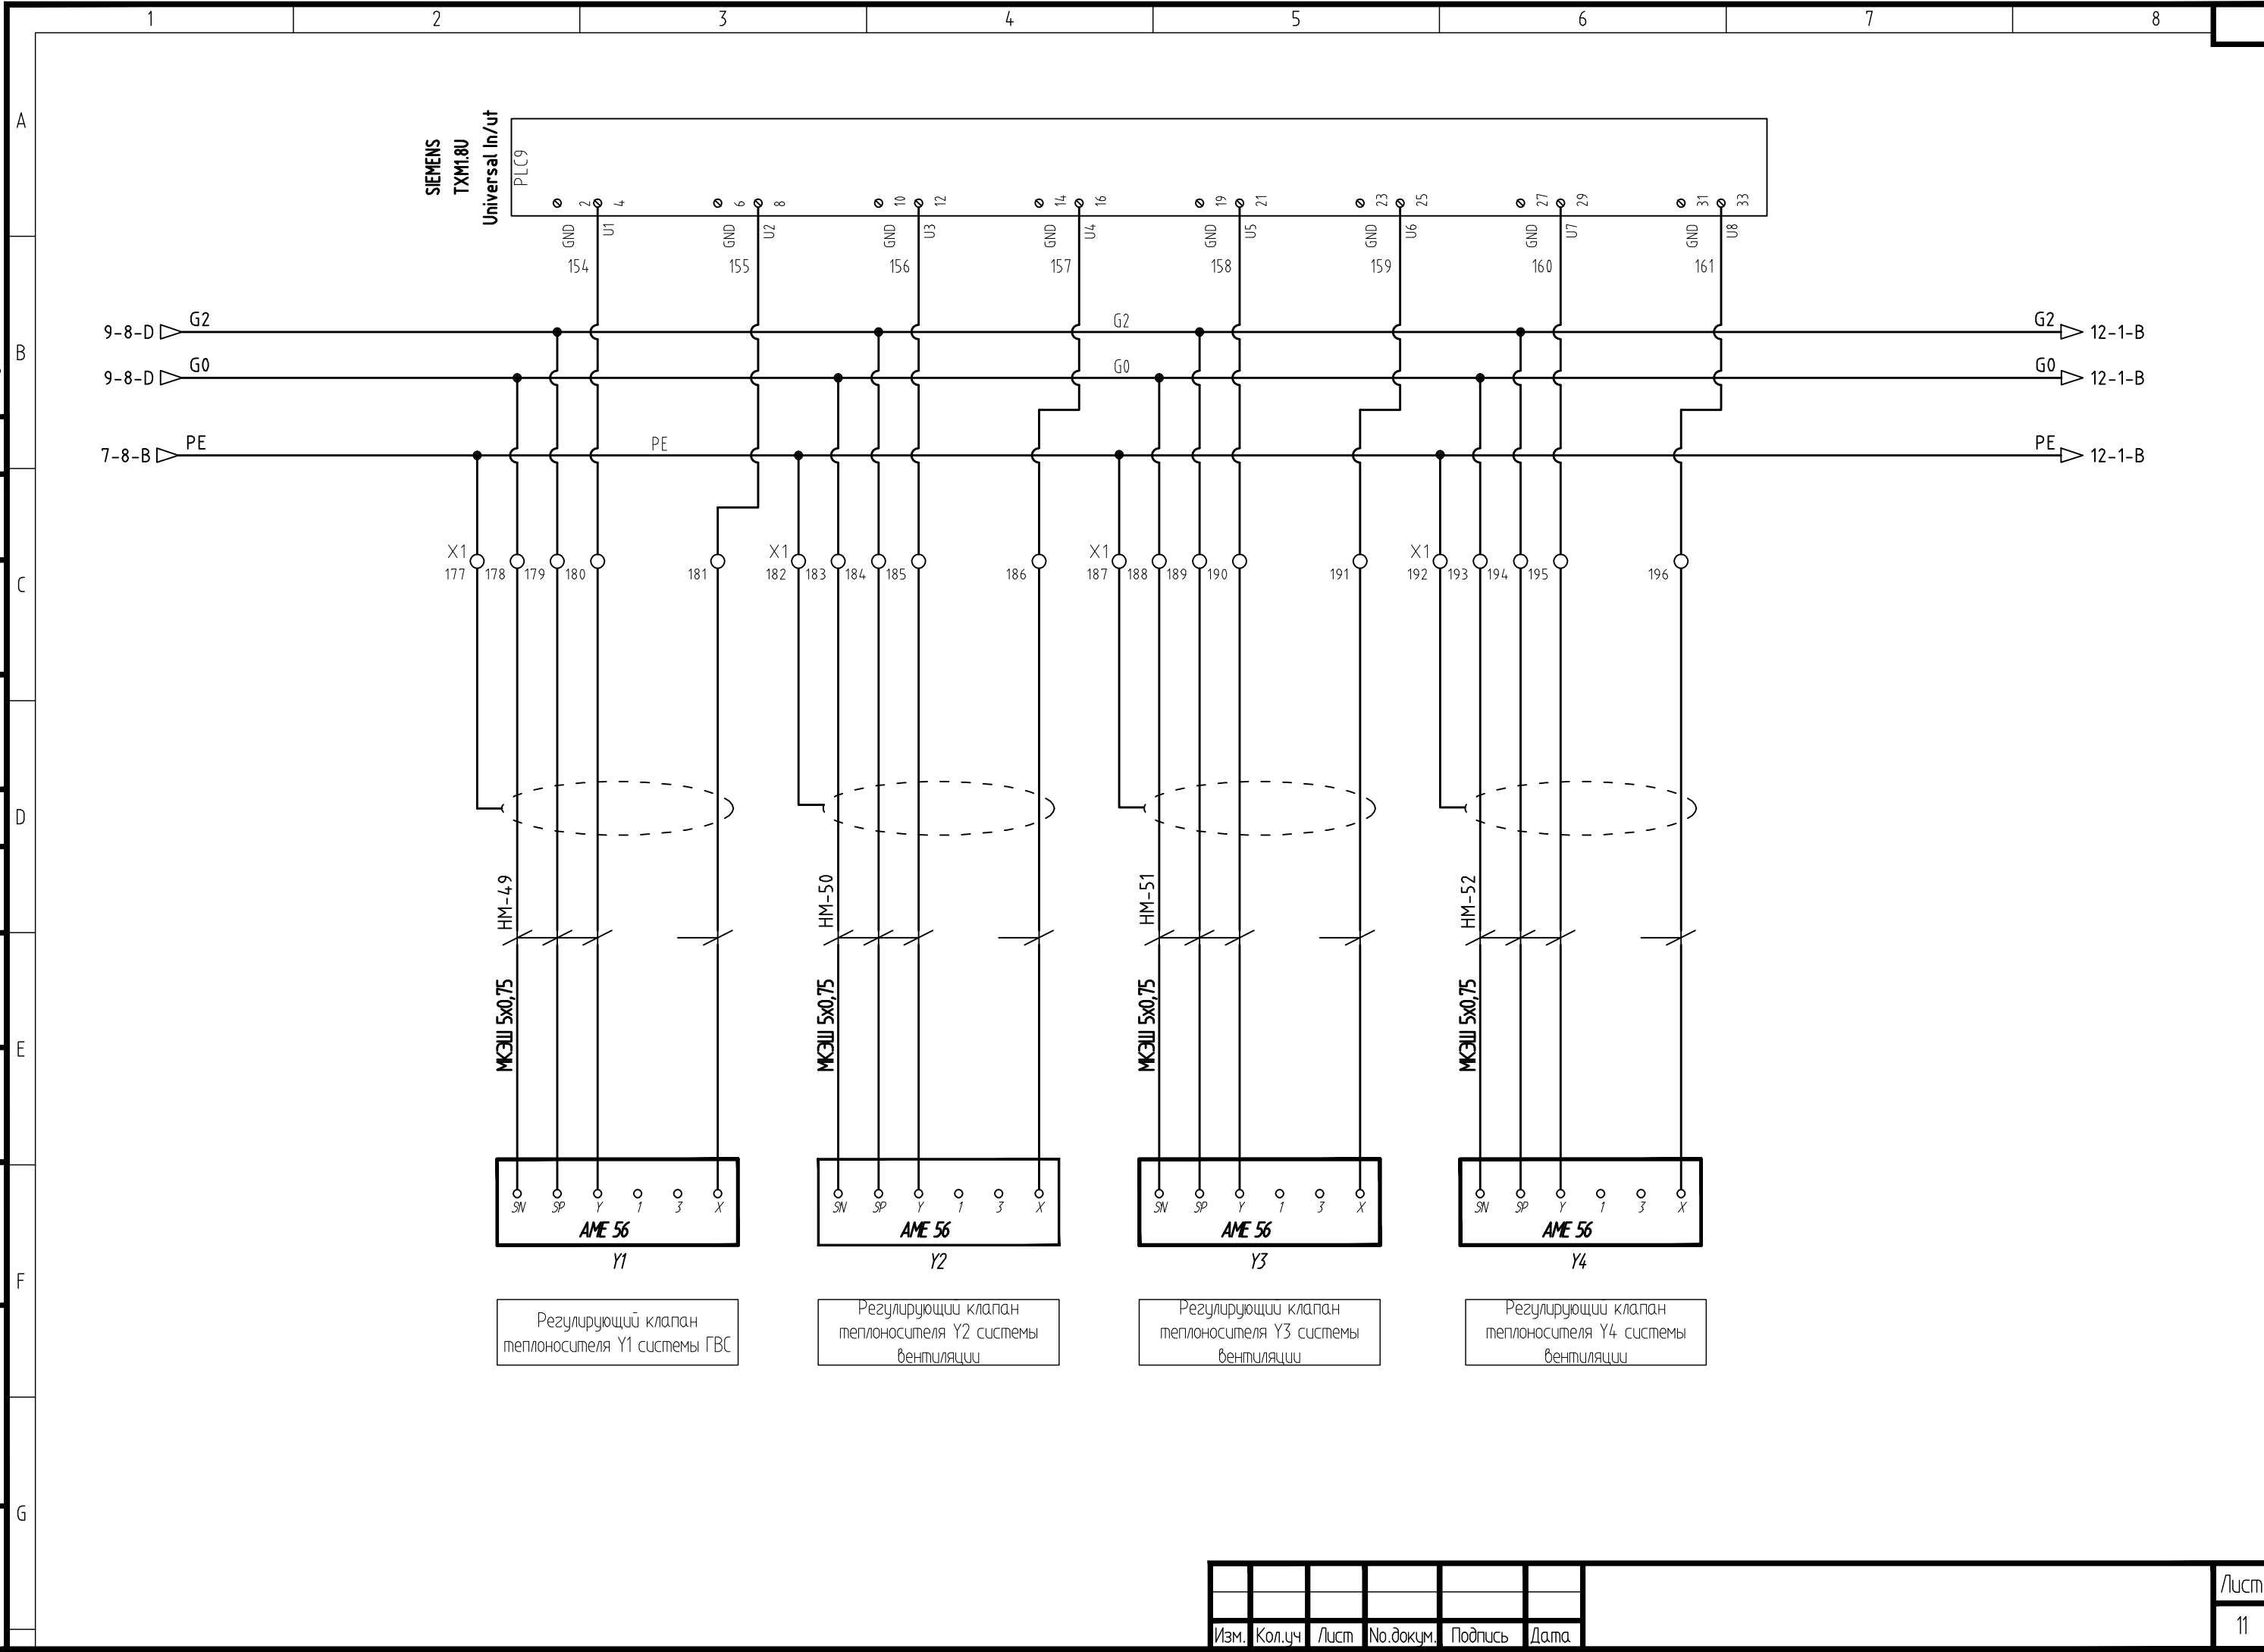 1 2 3 4 5 6 7 8
A
B
C
D
E
F
G
SIEMENS
TXM1.8U
Universal In/ut
PLC9
2 4 6 8 10 12 14 16 19 21 23 25 27 29 31 33
GND U1 GND U2 GND U3 GND U4 GND U5 GND U6 GND U7 GND U8
154 155 156 157 158 159 160 161
9-8-D G2 G2 G2 12-1-B
9-8-D G0 G0 G0 12-1-B
7-8-B PE PE PE 12-1-B
X1 X1 X1 X1
177 178 179 180 181 182 183 184 185 186 187 188 189 190 191 192 193 194 195 196
НМ-49 НМ-50 НМ-51 НМ-52
МКЭШ 5x0,75 МКЭШ 5x0,75 МКЭШ 5x0,75 МКЭШ 5x0,75
SN SP Y 1 3 X SN SP Y 1 3 X SN SP Y 1 3 X SN SP Y 1 3 X
AME 56 AME 56 AME 56 AME 56
Y1 Y2 Y3 Y4
Регулирующий клапан
теплоносителя Y1 системы ГВС
Регулирующий клапан
теплоносителя Y2 системы
вентиляции
Регулирующий клапан
теплоносителя Y3 системы
вентиляции
Регулирующий клапан
теплоносителя Y4 системы
вентиляции
Изм. Кол.уч Лист No.докум. Подпись Дата
Лист
11